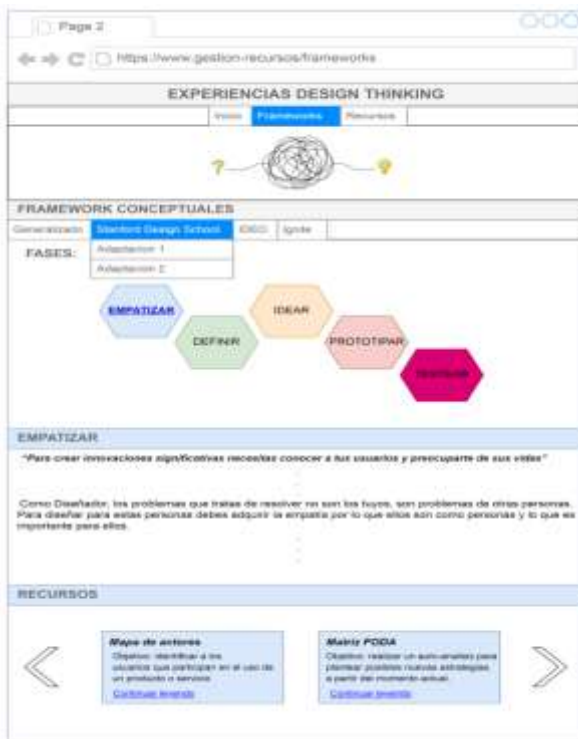 Page 2
https://www.gestion-recursos/frameworks
EXPERIENCIAS DESIGN THINKING
Inicio Frameworks Recursos
? 
FRAMEWORK CONCEPTUALES
Generalizado Stanford Design School IDEO Ignite
FASES: Adaptacion 1
Adaptacion 2
EMPATIZAR IDEAR
DEFINIR PROTOTIPAR
EMPATIZAR
"Para crear innovaciones significativas necesitas conocer a tus usuarios y preocuparte de sus vidas"
Como Diseñador, los problemas que tratas de resolver no son los tuyos, son problemas de otras personas.
Para diseñar para estas personas debes adquirir la empatia por lo que ellos son como personas y lo que es
importante para ellos.
RECURSOS
Mapa de actores
Objetivo: identificar a los
usuarios que participan en el uso de
un producto o servicio
Continuar leyendo
Matriz FODA
Objetivo: realizar un auto-analisis para
plantear posibles nuevas estrategias
a partir del momento actual.
Continuar leyendo